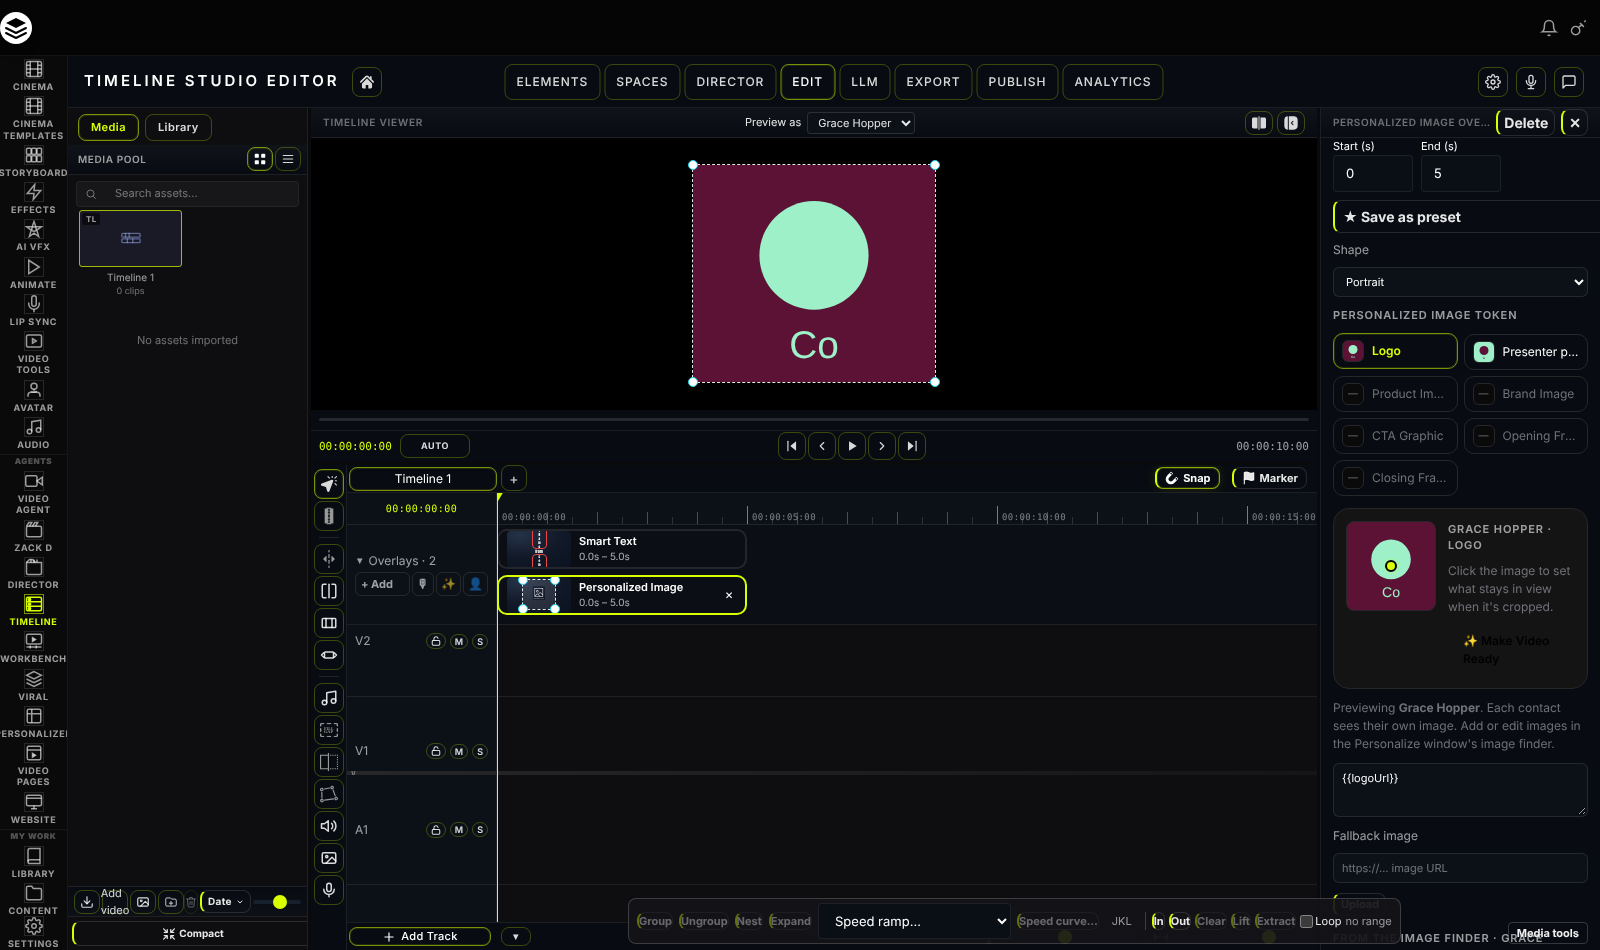 TIMELINE STUDIO EDITOR
ELEMENTS
SPACES
DIRECTOR
EDIT
LLM
EXPORT
PUBLISH
ANALYTICS
CINEMA
CINEMA
TEMPLATES
STORYBOARD
EFFECTS
AI VFX
ANIMATE
LIP SYNC
VIDEO
TOOLS
AVATAR
AUDIO
AGENTS
VIDEO
AGENT
ZACK D
DIRECTOR
TIMELINE
WORKBENCH
VIRAL
PERSONALIZE
VIDEO
PAGES
WEBSITE
MY WORK
LIBRARY
CONTENT
SETTINGS
Media
Library
MEDIA POOL
Search assets...
TL
Timeline 1
0 clips
No assets imported
Add
video
Date
Compact
TIMELINE VIEWER
Preview as
Grace Hopper
Co
00:00:00:00
AUTO
00:00:10:00
Timeline 1
+
Snap
Marker
00:00:00:00
00:00:00:00
00:00:05:00
00:00:10:00
00:00:15:00
Overlays · 2
+ Add
Smart Text
0.0s – 5.0s
Personalized Image
0.0s – 5.0s
×
V2
M
S
V1
M
S
A1
M
S
+ Add Track
Group
Ungroup
Nest
Expand
Speed ramp...
Speed curve...
JKL
In
Out
Clear
Lift
Extract
Loop
no range
PERSONALIZED IMAGE OVE...
Delete
✕
Start (s)
End (s)
0
5
★ Save as preset
Shape
Portrait
PERSONALIZED IMAGE TOKEN
Logo
Presenter p...
Product Im...
Brand Image
CTA Graphic
Opening Fr...
Closing Fra...
GRACE HOPPER ·
LOGO
Co
Click the image to set
what stays in view
when it's cropped.
✨ Make Video
Ready
Previewing Grace Hopper. Each contact
sees their own image. Add or edit images in
the Personalize window's image finder.
{{logoUrl}}
Fallback image
https://... image URL
Upload
FROM THE IMAGE FINDER · GRACE
Media tools